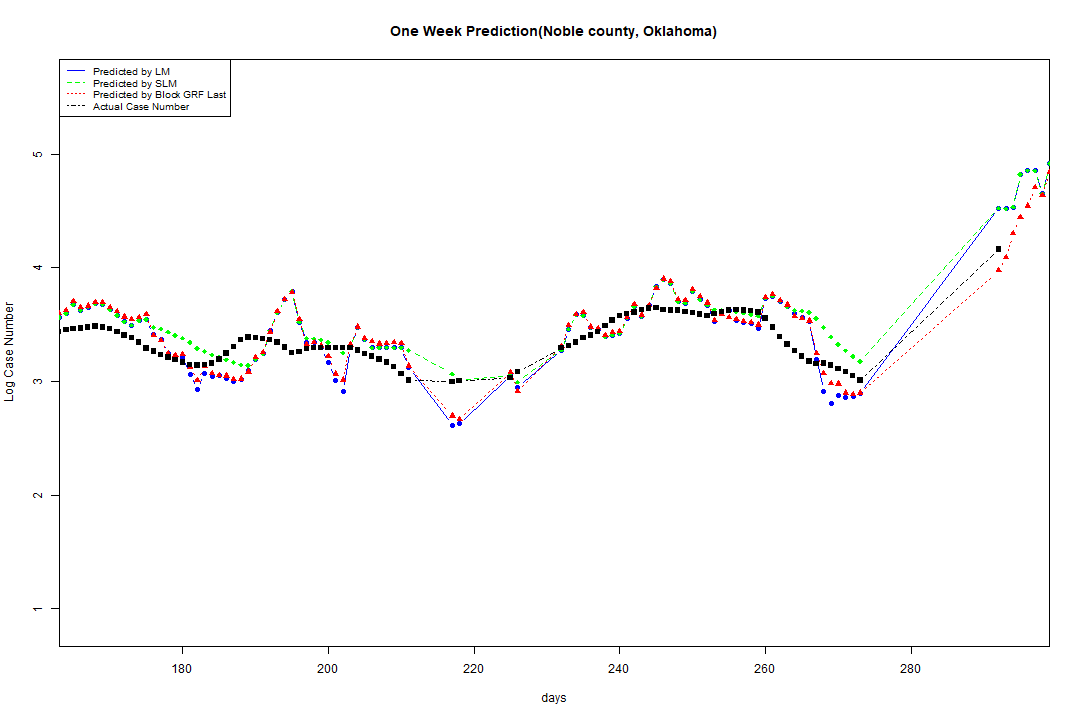 One Week Prediction(Noble county, Oklahoma)
Predicted by LM
Predicted by SLM
Predicted by Block GRF Last
Actual Case Number
5
4
3
2
1
Log Case Number
180
200
220
240
260
280
days